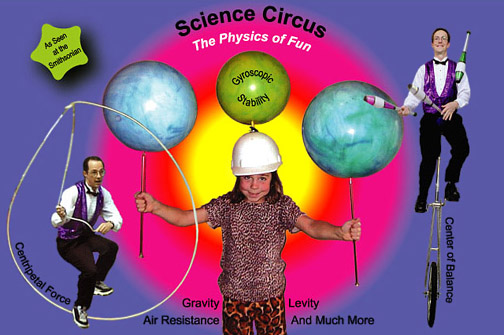 Science Circus
The Physics of Fun
As Seen
at the
Smithsonian
Gyroscopic
Stability
Centripetal Force
Center of Balance
Gravity Levity
Air Resistance And Much More